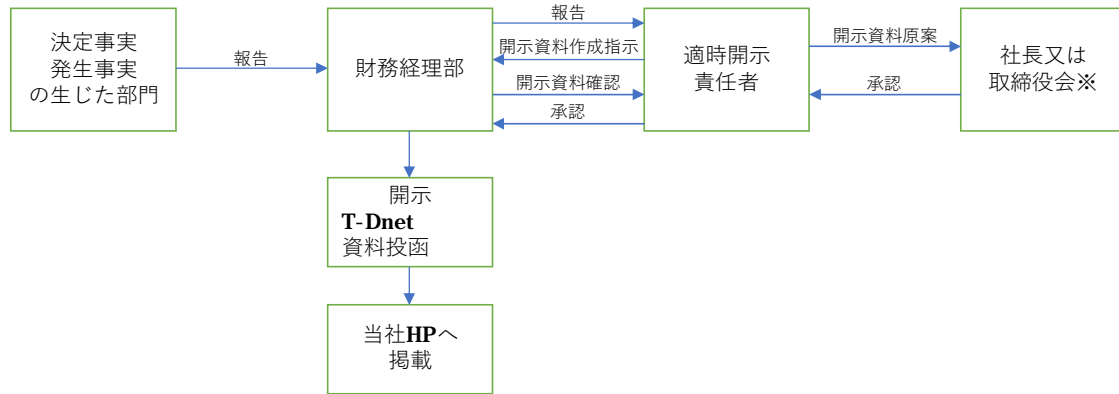 決定事実
発生事実
の生じた部門
報告
財務経理部
報告
開示資料作成指示
開示資料確認
承認
適時開示
責任者
開示資料原案
承認
社長又は
取締役会※
開示
T-Dnet
資料投函
当社HPへ
掲載